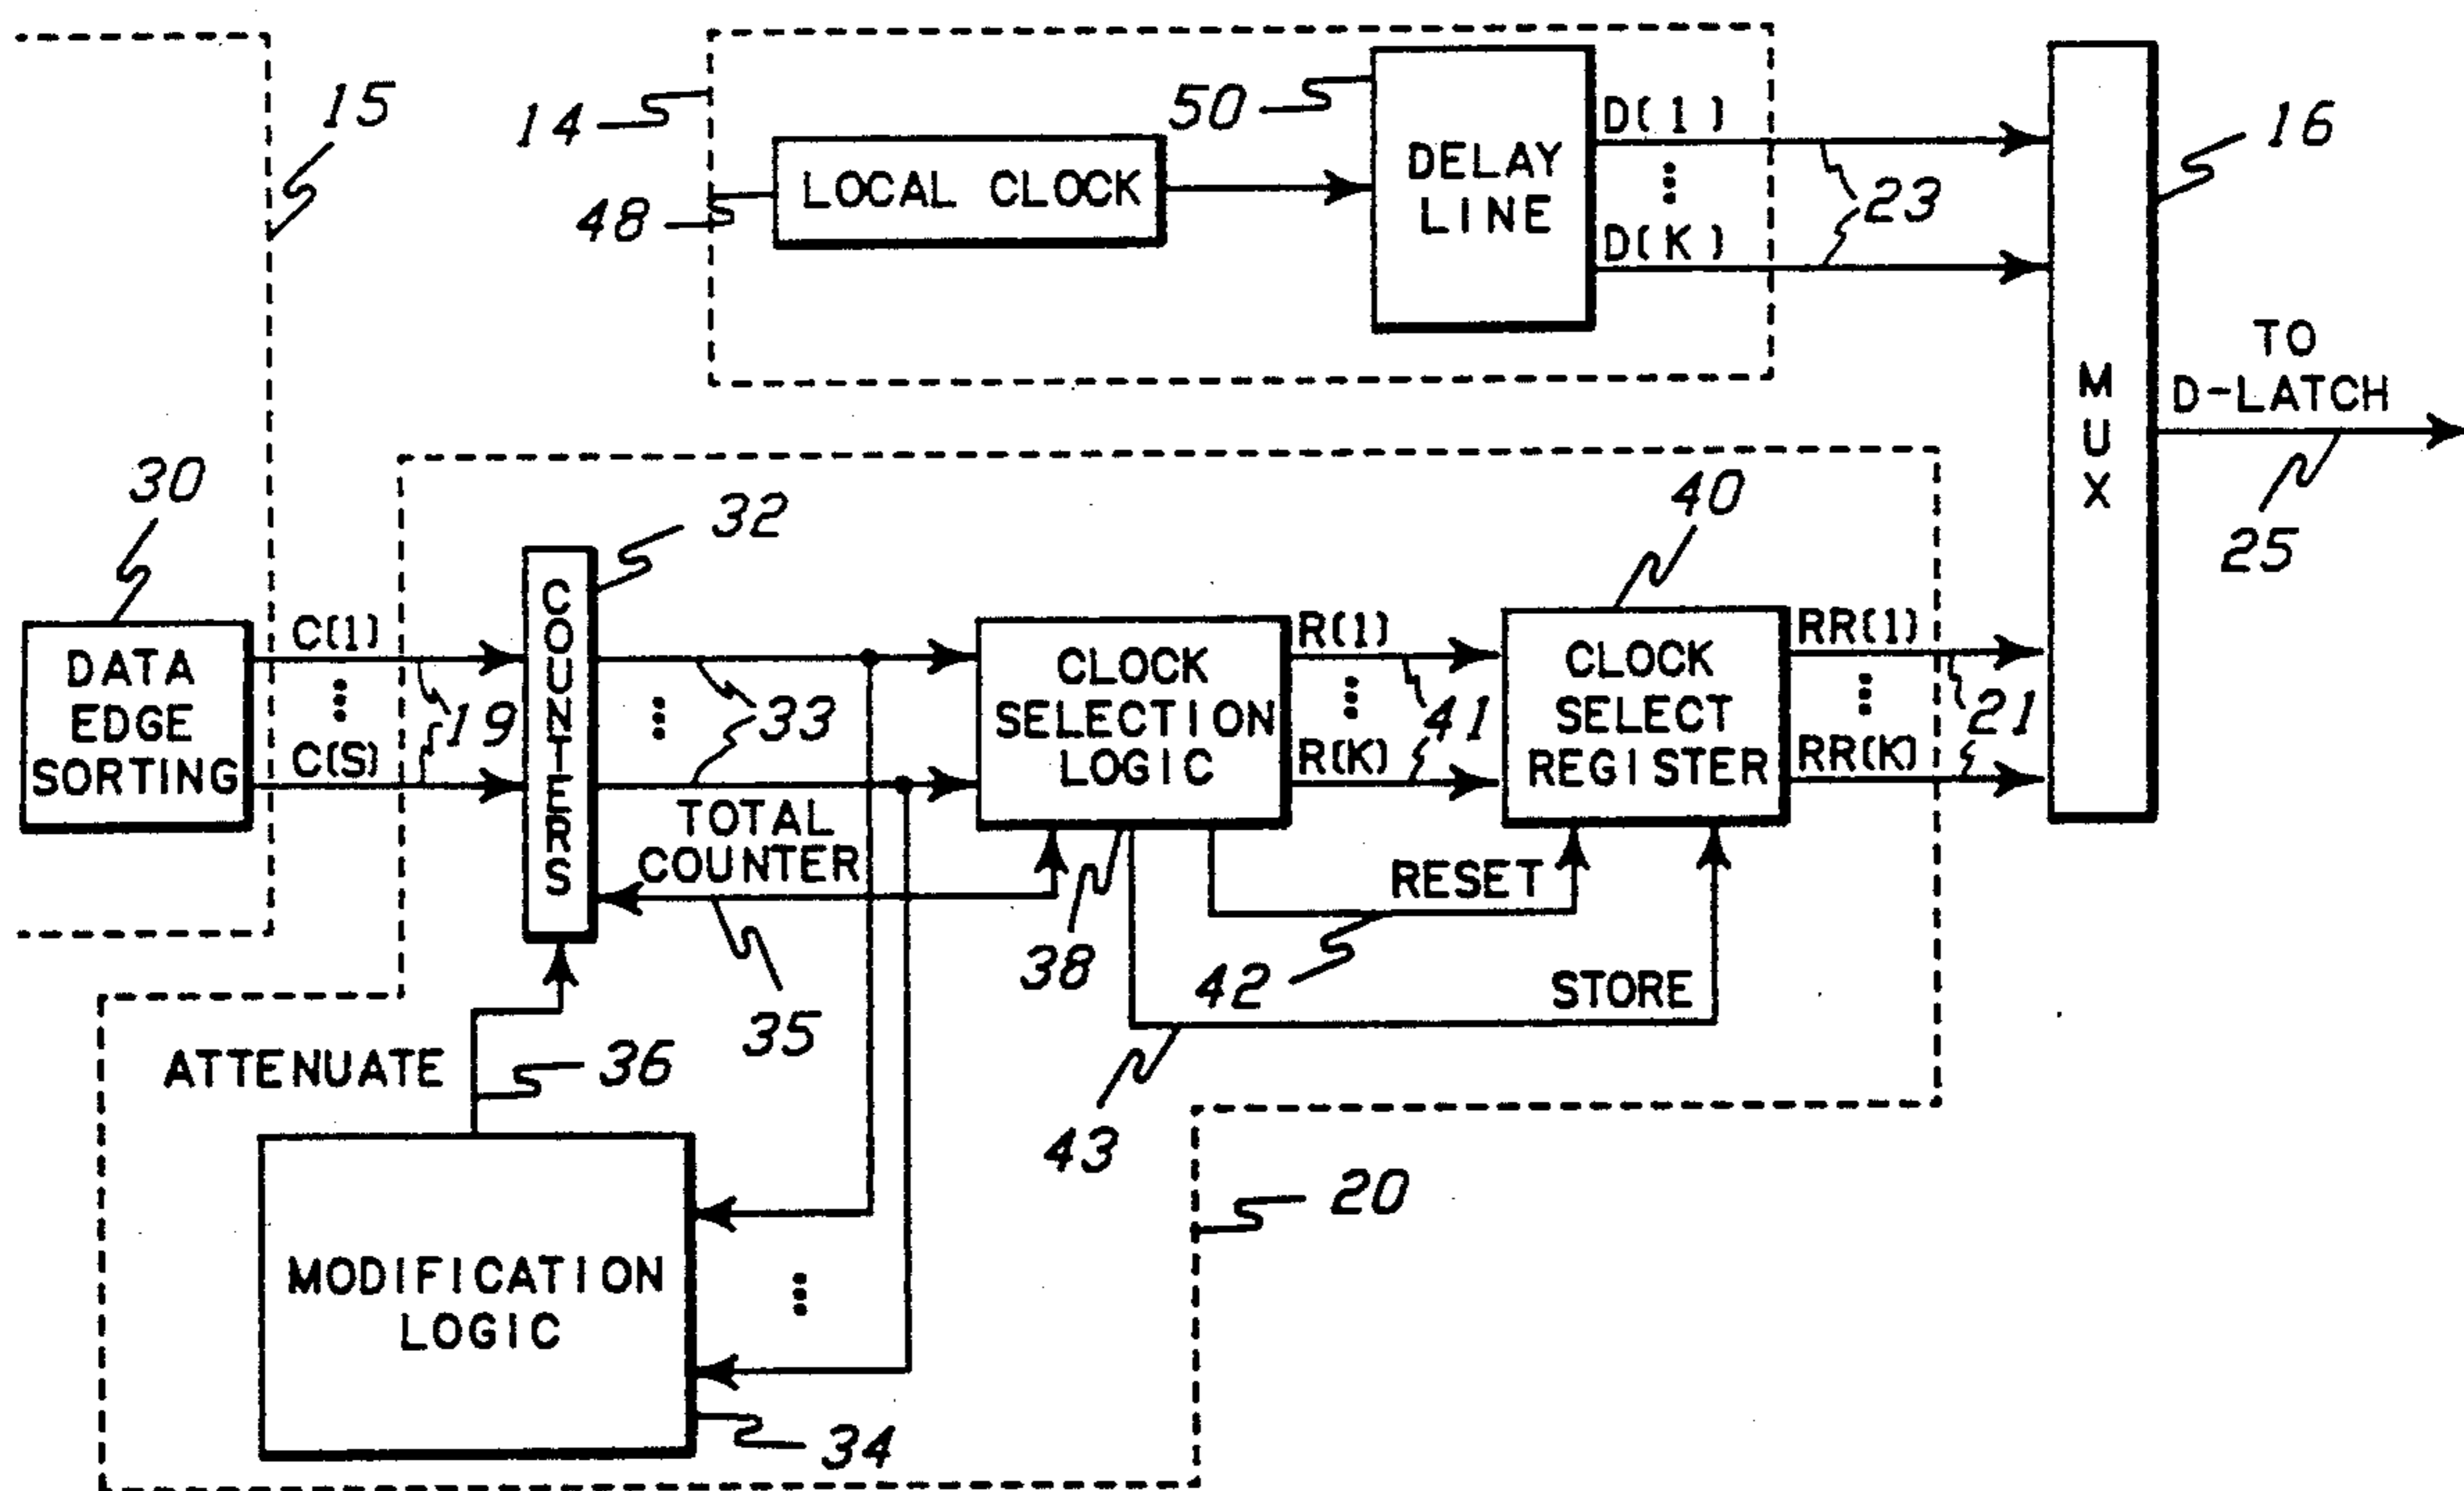 15
14
48
LOCAL CLOCK
50
DELAY
LINE
D(1)
D(K)
23
16
MUX
TO
D-LATCH
25
30
DATA
EDGE
SORTING
C(1)
C(S)
19
32
COUNTERS
33
TOTAL
COUNTER
35
CLOCK
SELECTION
LOGIC
38
R(1)
R(K)
41
40
CLOCK
SELECT
REGISTER
RR(1)
RR(K)
21
RESET
42
STORE
43
ATTENUATE
36
MODIFICATION
LOGIC
34
20